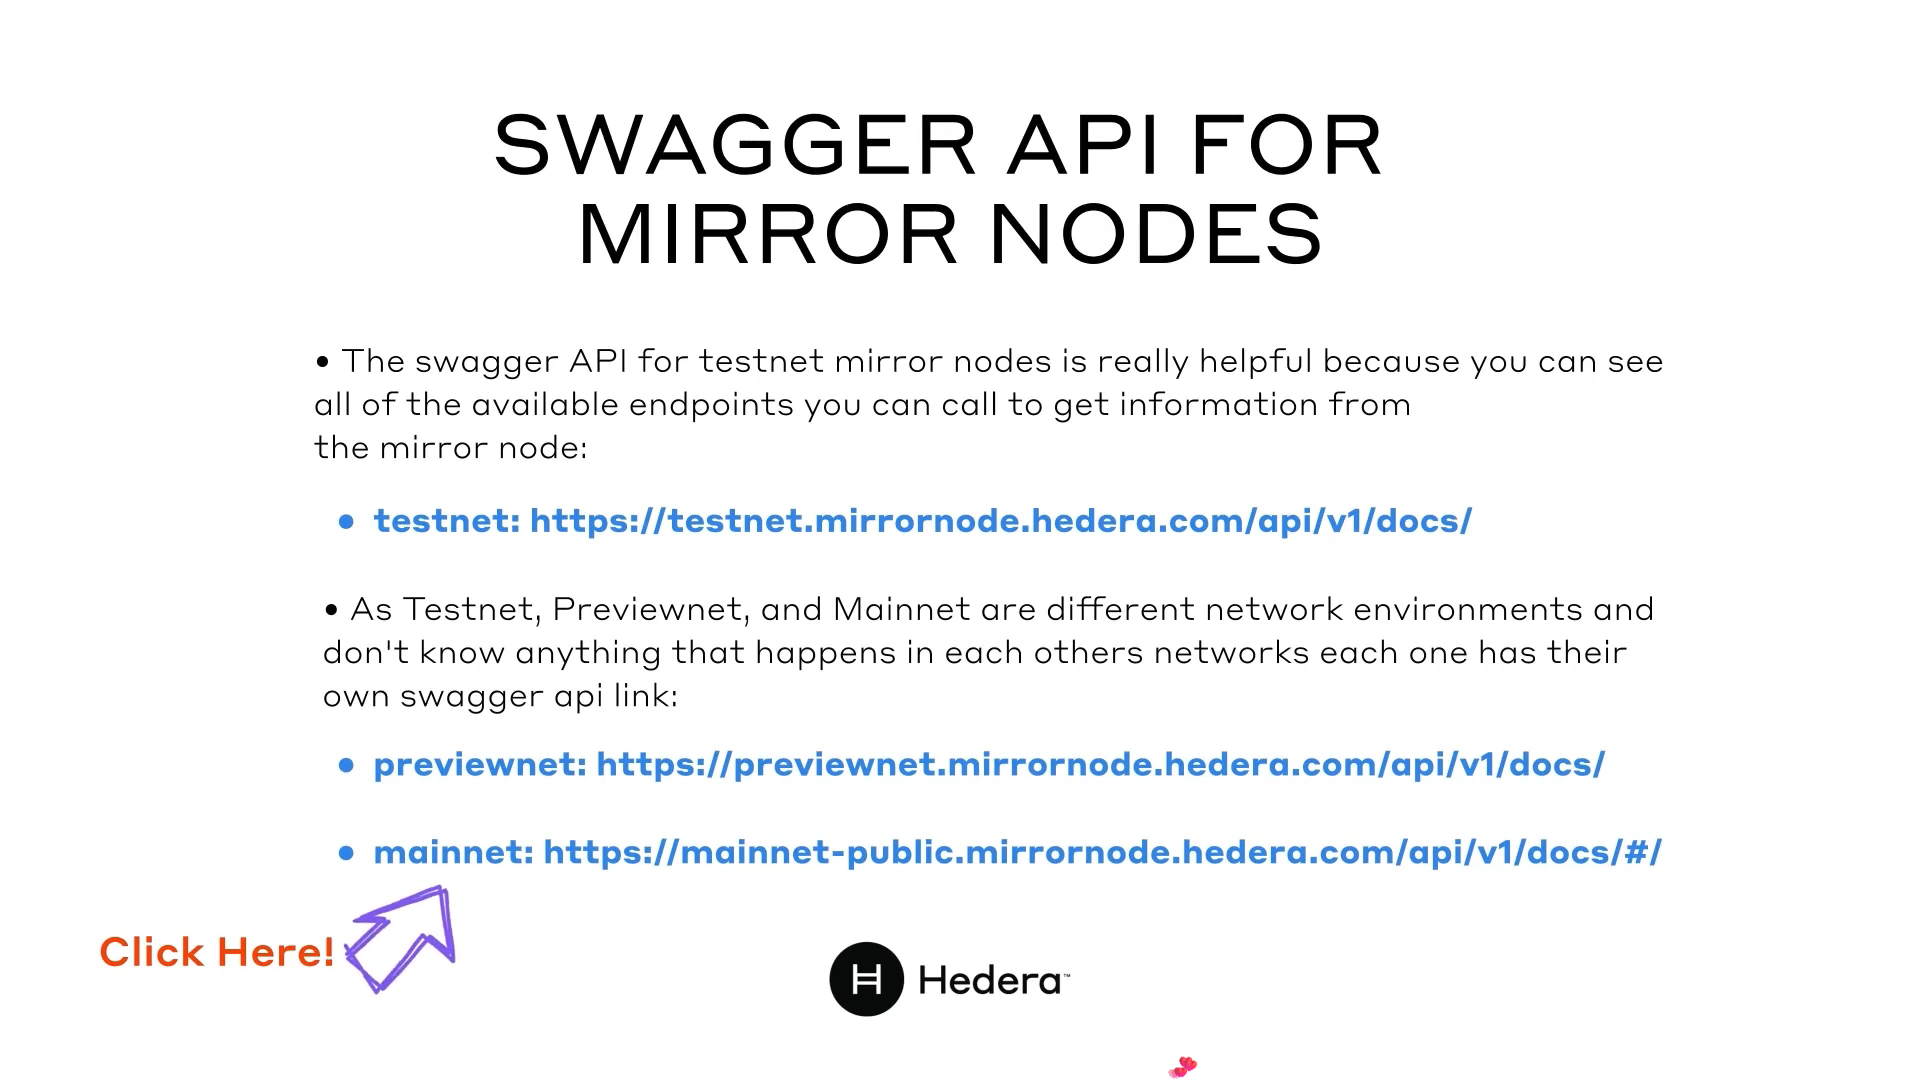 SWAGGER API FOR
MIRROR NODES
• The swagger API for testnet mirror nodes is really helpful because you can see
all of the available endpoints you can call to get information from
the mirror node:
• testnet: https://testnet.mirrornode.hedera.com/api/v1/docs/
• As Testnet, Previewnet, and Mainnet are different network environments and
don't know anything that happens in each others networks each one has their
own swagger api link:
• previewnet: https://previewnet.mirrornode.hedera.com/api/v1/docs/
• mainnet: https://mainnet-public.mirrornode.hedera.com/api/v1/docs/#/
Click Here!
H Hedera™